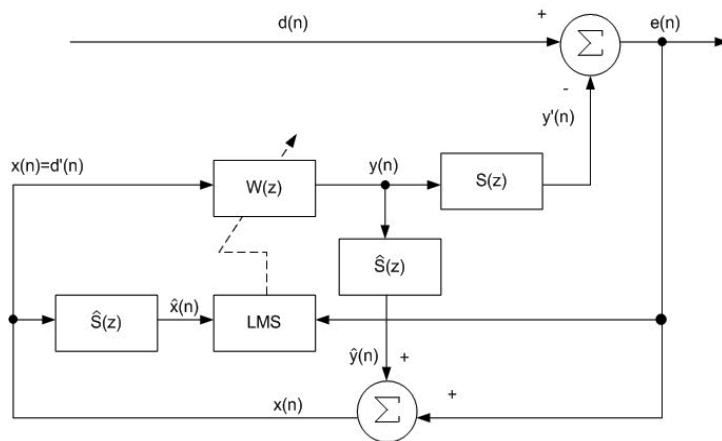 d(n)
+
e(n)
Σ
-
y'(n)
x(n)=d'(n)
W(z)
y(n)
S(z)
Ŝ(z)
Ŝ(z)
x̂(n)
LMS
ŷ(n)
+
x(n)
Σ
+